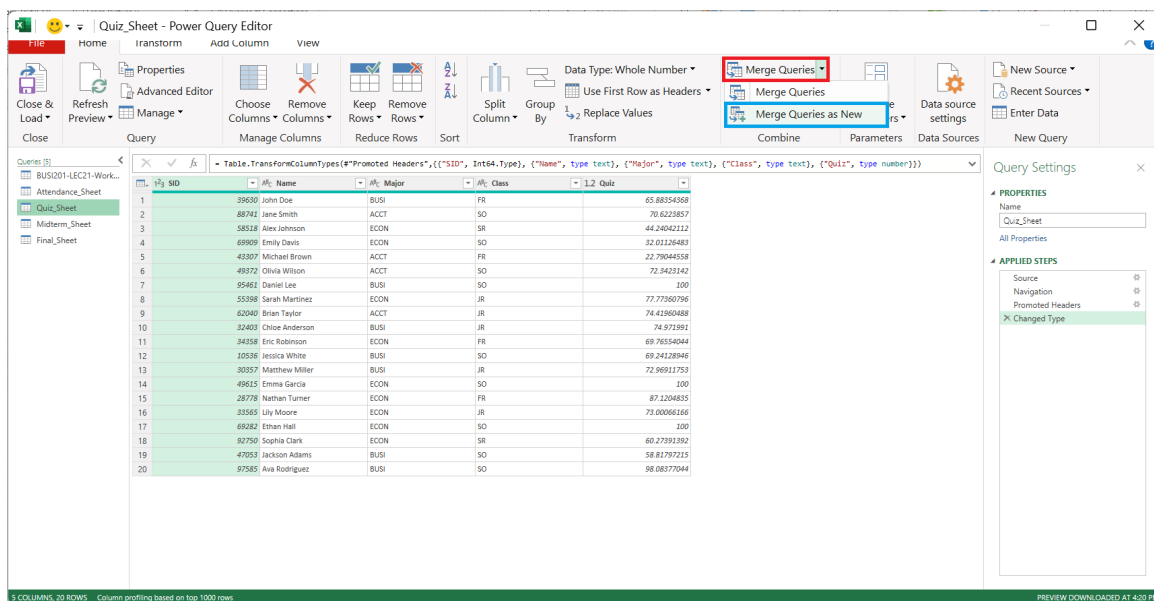 Quiz_Sheet - Power Query Editor
File Home Transform Add Column View
Close & Load
Refresh Preview
Properties
Advanced Editor
Manage
Choose Columns
Remove Columns
Keep Rows
Remove Rows
Split Column
Group By
Data Type: Whole Number
Use First Row as Headers
1 2 Replace Values
Merge Queries
Merge Queries
Merge Queries as New
Data source settings
New Source
Recent Sources
Enter Data
Close Query Manage Columns Reduce Rows Sort Transform Combine Parameters Data Sources New Query
Queries [5]
BUSI201-LEC21-Work...
Attendance_Sheet
Quiz_Sheet
Midterm_Sheet
Final_Sheet
fx = Table.TransformColumnTypes(#"Promoted Headers",{{"SID", Int64.Type}, {"Name", type text}, {"Major", type text}, {"Class", type text}, {"Quiz", type number}})
123 SID ABC Name ABC Major ABC Class 1.2 Quiz
1 39630 John Doe BUSI FR 65.88354368
2 88741 Jane Smith ACCT SO 70.6223857
3 58518 Alex Johnson ECON SR 44.24042112
4 69909 Emily Davis ECON SO 32.01126483
5 43307 Michael Brown ACCT FR 22.79044558
6 49372 Olivia Wilson ACCT SO 72.3423142
7 95461 Daniel Lee BUSI SO 100
8 55398 Sarah Martinez ECON JR 77.77360796
9 62040 Brian Taylor ACCT JR 74.41960488
10 32403 Chloe Anderson BUSI JR 74.971991
11 34358 Eric Robinson ECON FR 69.76554044
12 10536 Jessica White BUSI SO 69.24128946
13 30357 Matthew Miller BUSI JR 72.96911753
14 49615 Emma Garcia ECON SO 100
15 28778 Nathan Turner ECON FR 87.1204835
16 33565 Lily Moore ECON JR 73.00066166
17 69282 Ethan Hall ECON SO 100
18 92750 Sophia Clark ECON SR 60.27391392
19 47053 Jackson Adams BUSI SO 58.81797215
20 97585 Ava Rodriguez BUSI SO 98.08377044
Query Settings
PROPERTIES
Name
Quiz_Sheet
All Properties
APPLIED STEPS
Source
Navigation
Promoted Headers
Changed Type
5 COLUMNS, 20 ROWS Column profiling based on top 1000 rows
PREVIEW DOWNLOADED AT 4:20